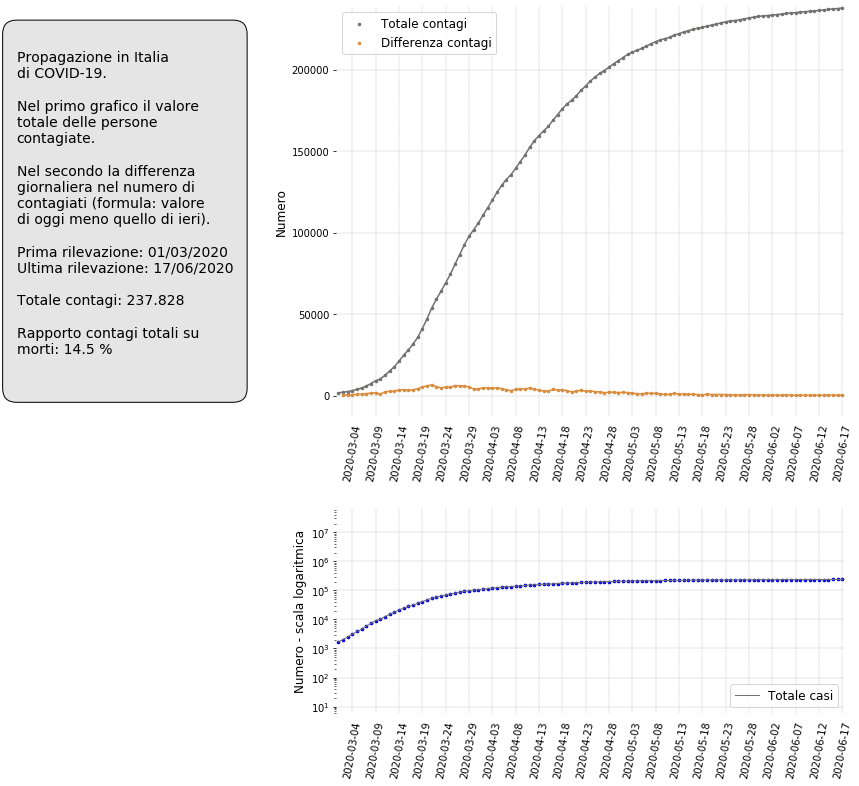 Propagazione in Italia
di COVID-19.
Nel primo grafico il valore
totale delle persone
contagiate.
Nel secondo la differenza
giornaliera nel numero di
contagiati (formula: valore
di oggi meno quello di ieri).
Prima rilevazione: 01/03/2020
Ultima rilevazione: 17/06/2020
Totale contagi: 237.828
Rapporto contagi totali su
morti: 14.5 %
Totale contagi
Differenza contagi
Numero
200000
150000
100000
50000
0
2020-03-04
2020-03-09
2020-03-14
2020-03-19
2020-03-24
2020-03-29
2020-04-03
2020-04-08
2020-04-13
2020-04-18
2020-04-23
2020-04-28
2020-05-03
2020-05-08
2020-05-13
2020-05-18
2020-05-23
2020-05-28
2020-06-02
2020-06-07
2020-06-12
2020-06-17
Numero - scala logaritmica
10⁷
10⁶
10⁵
10⁴
10³
10²
10¹
Totale casi
2020-03-04
2020-03-09
2020-03-14
2020-03-19
2020-03-24
2020-03-29
2020-04-03
2020-04-08
2020-04-13
2020-04-18
2020-04-23
2020-04-28
2020-05-03
2020-05-08
2020-05-13
2020-05-18
2020-05-23
2020-05-28
2020-06-02
2020-06-07
2020-06-12
2020-06-17